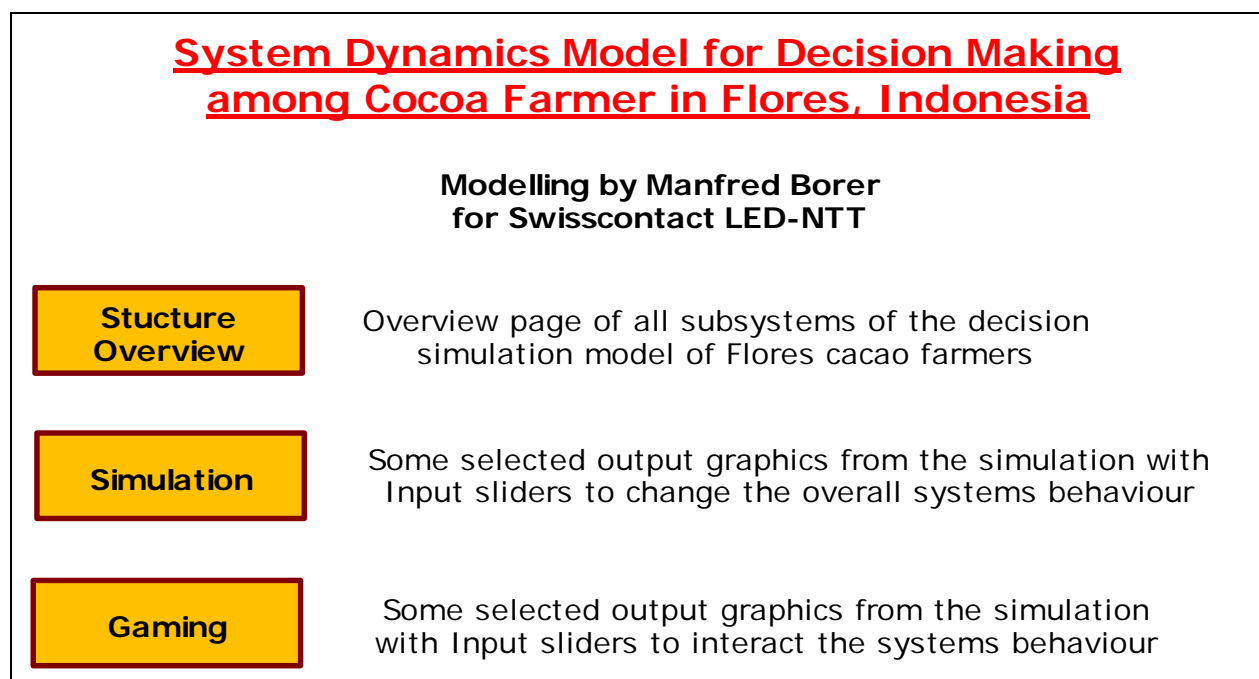 System Dynamics Model for Decision Making
among Cocoa Farmer in Flores, Indonesia
Modelling by Manfred Borer
for Swisscontact LED-NTT
Stucture
Overview
Overview page of all subsystems of the decision
simulation model of Flores cacao farmers
Simulation
Some selected output graphics from the simulation with
Input sliders to change the overall systems behaviour
Gaming
Some selected output graphics from the simulation
with Input sliders to interact the systems behaviour